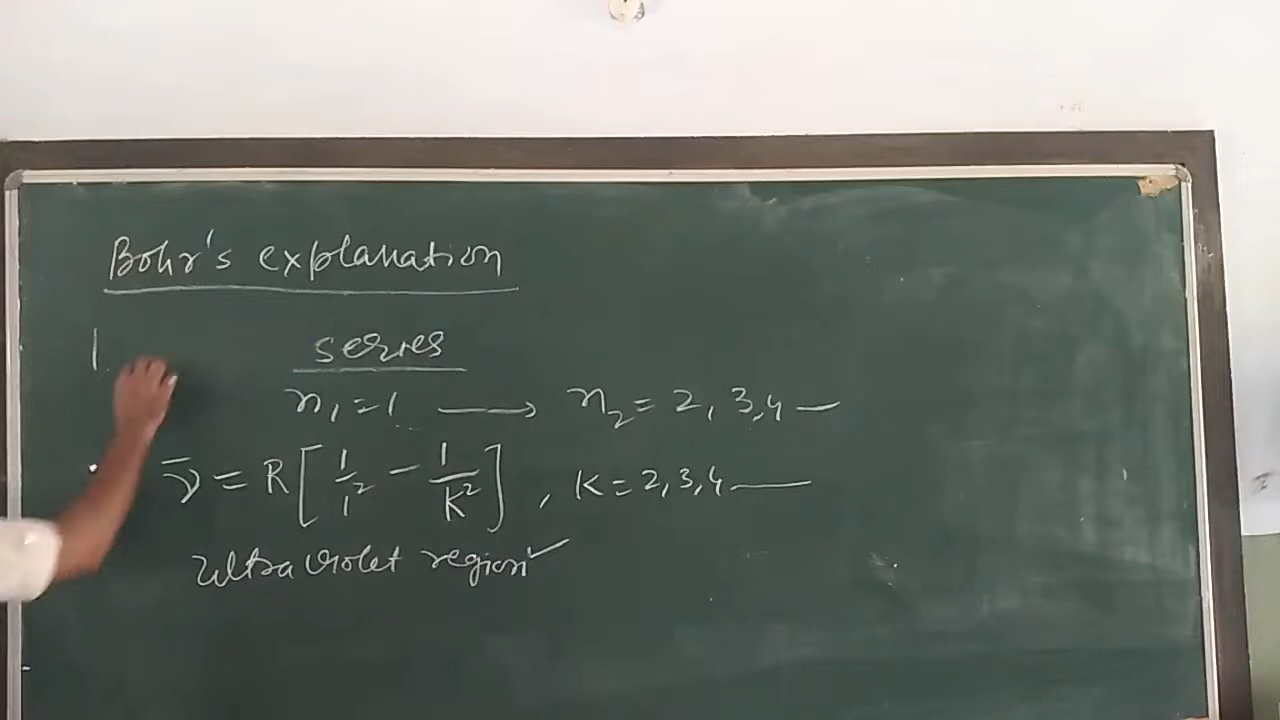 Bohr's explanation
1 series
n₁=1 ⟶ n₂= 2, 3,4 —
ν̄ = R[1/1² − 1/K²] , K=2,3,4 —
Ultra violet region ✓